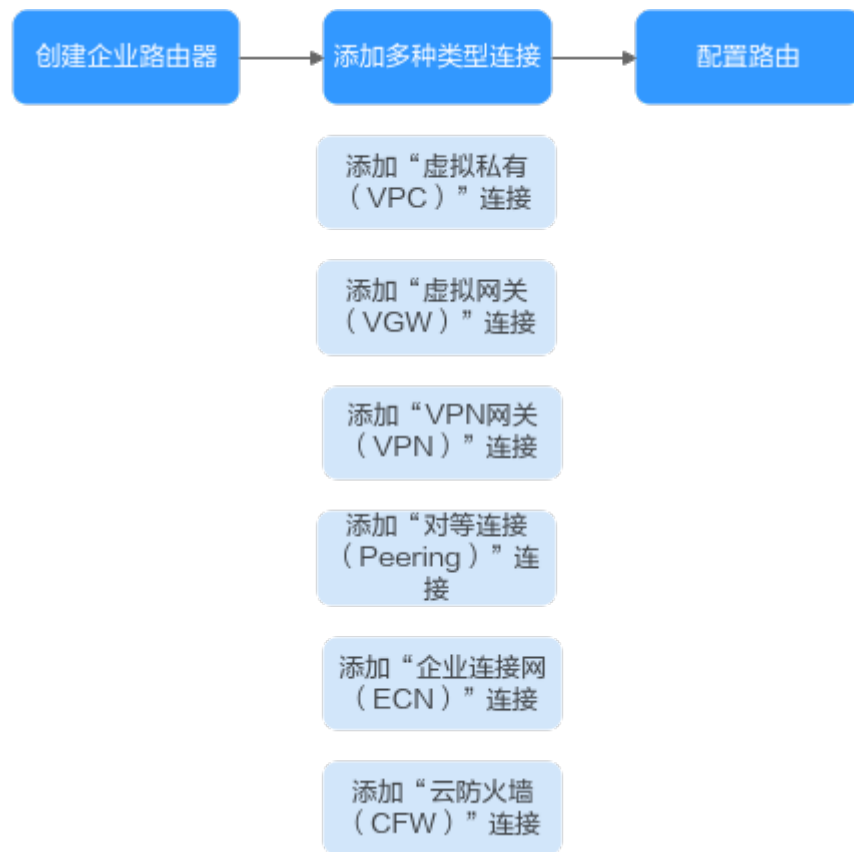 创建企业路由器
添加多种类型连接
配置路由
添加“虚拟私有
（VPC）”连接
添加“虚拟网关
（VGW）”连接
添加“VPN网关
（VPN）”连接
添加“对等连接
（Peering）”连
接
添加“企业连接网
（ECN）”连接
添加“云防火墙
（CFW）”连接